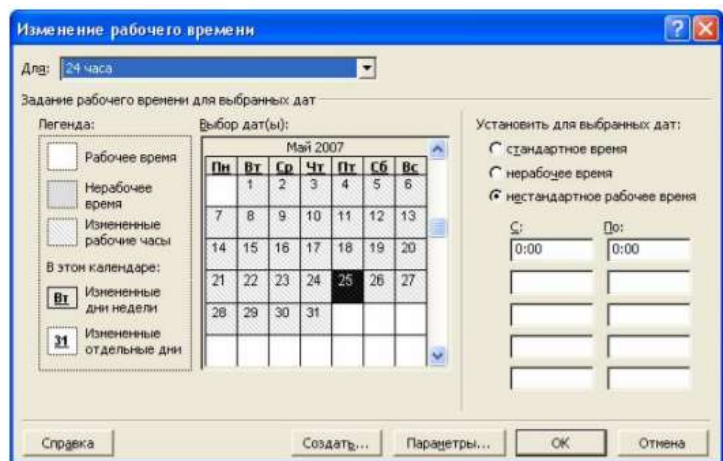 Изменение рабочего времени
Для: 24 часа
Задание рабочего времени для выбранных дат
Легенда:
Рабочее время
Нерабочее
время
Измененные
рабочие часы
В этом календаре:
Вт Измененные
дни недели
31 Измененные
отдельные дни
Выбор дат(ы):
Май 2007
Пн Вт Ср Чт Пт Сб Вс
1 2 3 4 5 6
7 8 9 10 11 12 13
14 15 16 17 18 19 20
21 22 23 24 25 26 27
28 29 30 31
Установить для выбранных дат:
стандартное время
нерабочее время
нестандартное рабочее время
С: По:
0:00 0:00
Справка Создать... Параметры... ОК Отмена